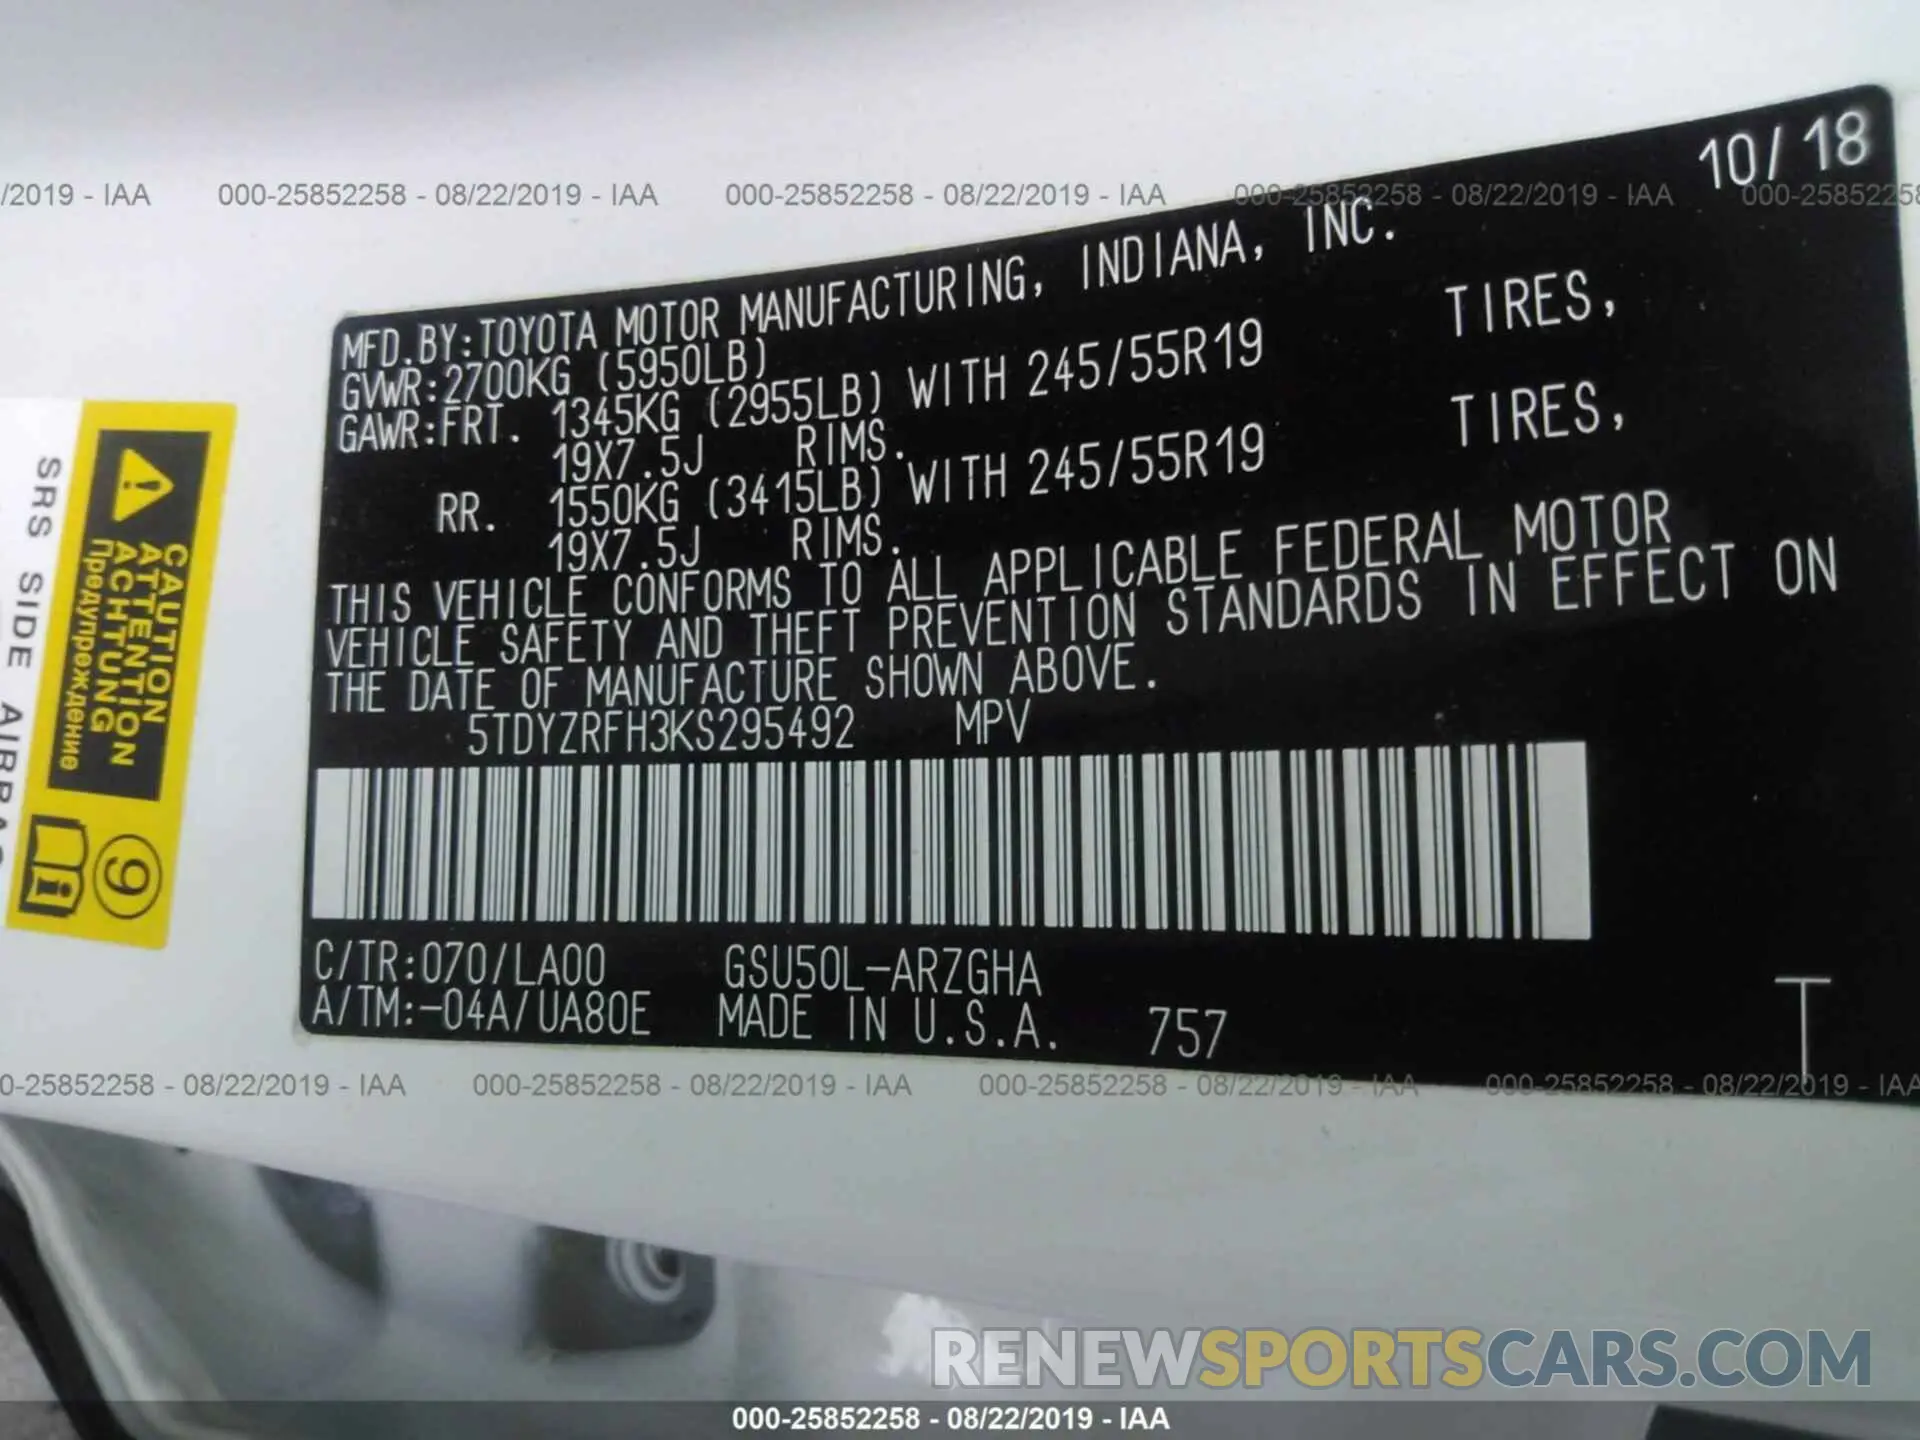 /2019 - IAA 000-25852258 - 08/22/2019 - IAA 000-25852258 - 08/22/2019 - IAA 000-25852258 - 08/22/2019 - IAA 000-25852258
10/18
MFD.BY:TOYOTA MOTOR MANUFACTURING, INDIANA, INC.
GVWR:2700KG (5950LB)
GAWR:FRT. 1345KG (2955LB) WITH 245/55R19 TIRES,
19X7.5J RIMS.
RR. 1550KG (3415LB) WITH 245/55R19 TIRES,
19X7.5J RIMS.
THIS VEHICLE CONFORMS TO ALL APPLICABLE FEDERAL MOTOR
VEHICLE SAFETY AND THEFT PREVENTION STANDARDS IN EFFECT ON
THE DATE OF MANUFACTURE SHOWN ABOVE.
5TDYZRFH3KS295492 MPV
C/TR:070/LA00 GSU50L-ARZGHA
A/TM:-04A/UA80E MADE IN U.S.A. 757
T
SRS SIDE AIRBAG
CAUTION
ATTENTION
ACHTUNG
Предупреждение
9
0-25852258 - 08/22/2019 - IAA 000-25852258 - 08/22/2019 - IAA 000-25852258 - 08/22/2019 - IAA 000-25852258 - 08/22/2019 - IAA
RENEWSPORTSCARS.COM
000-25852258 - 08/22/2019 - IAA